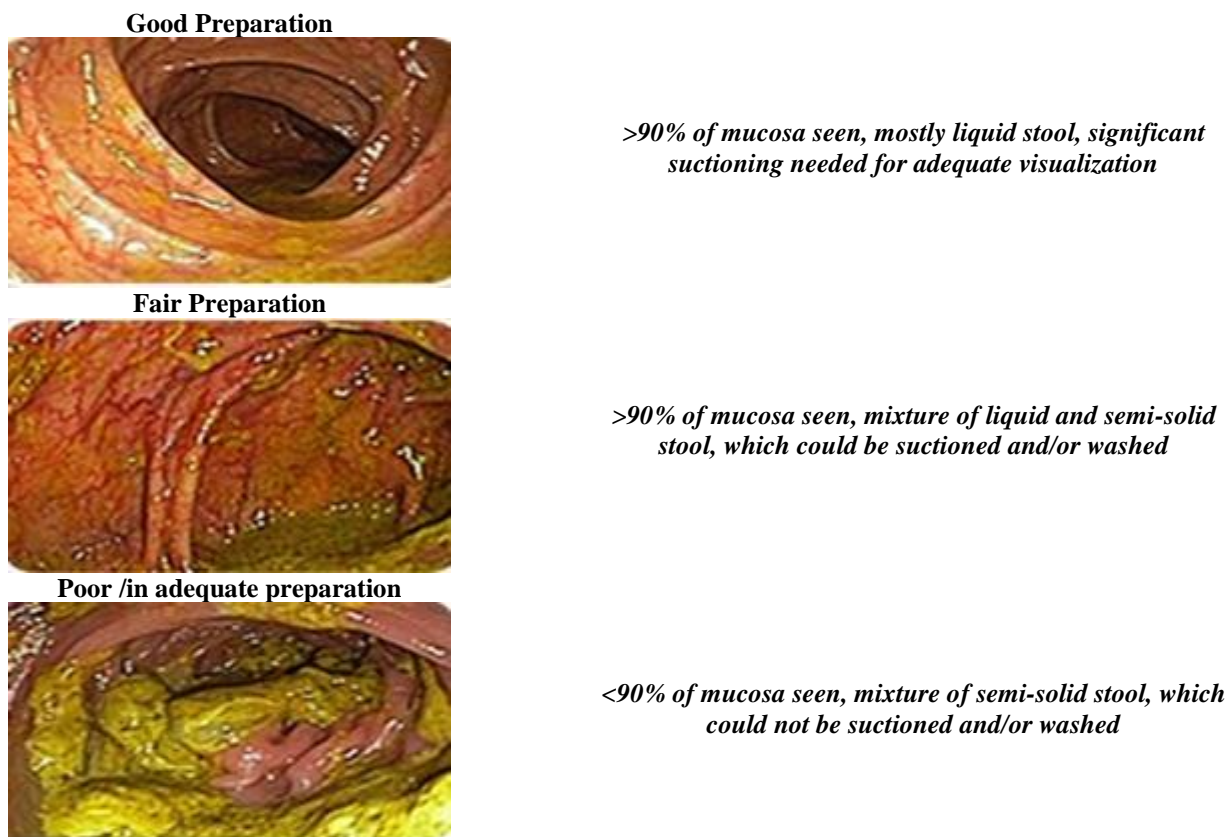 Good Preparation
>90% of mucosa seen, mostly liquid stool, significant
suctioning needed for adequate visualization
Fair Preparation
>90% of mucosa seen, mixture of liquid and semi-solid
stool, which could be suctioned and/or washed
Poor /in adequate preparation
<90% of mucosa seen, mixture of semi-solid stool, which
could not be suctioned and/or washed